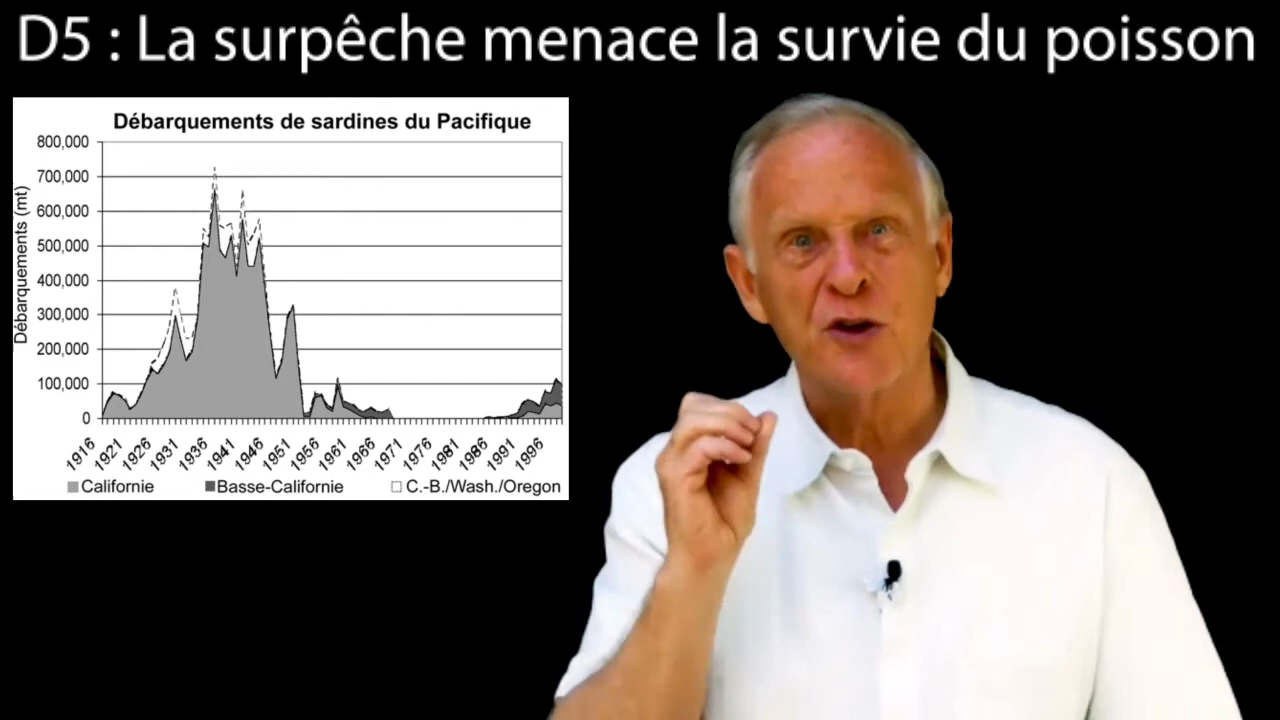 D5 : La surpêche menace la survie du poisson
Débarquements de sardines du Pacifique
Débarquements (mt)
800,000
700,000
600,000
500,000
400,000
300,000
200,000
100,000
0
1916 1921 1926 1931 1936 1941 1946 1951 1956 1961 1966 1971 1976 1981 1986 1991 1996
Californie Basse-Californie C.-B./Wash./Oregon